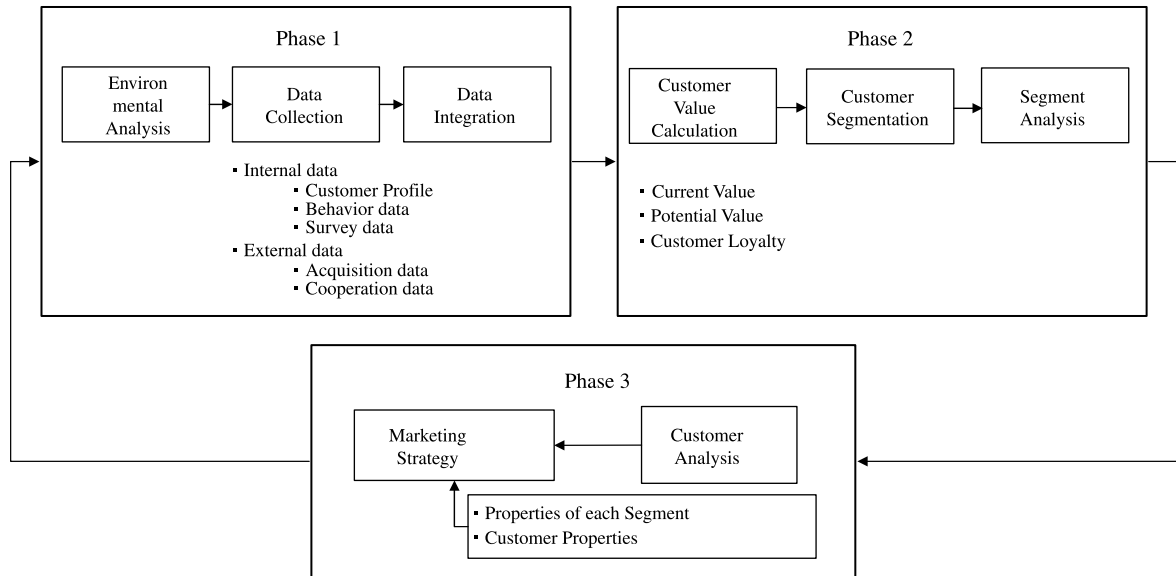 Phase 1
Environ
mental
Analysis
Data
Collection
Data
Integration
▪ Internal data
▪ Customer Profile
▪ Behavior data
▪ Survey data
▪ External data
▪ Acquisition data
▪ Cooperation data
Phase 2
Customer
Value
Calculation
Customer
Segmentation
Segment
Analysis
▪ Current Value
▪ Potential Value
▪ Customer Loyalty
Phase 3
Marketing
Strategy
Customer
Analysis
▪ Properties of each Segment
▪ Customer Properties